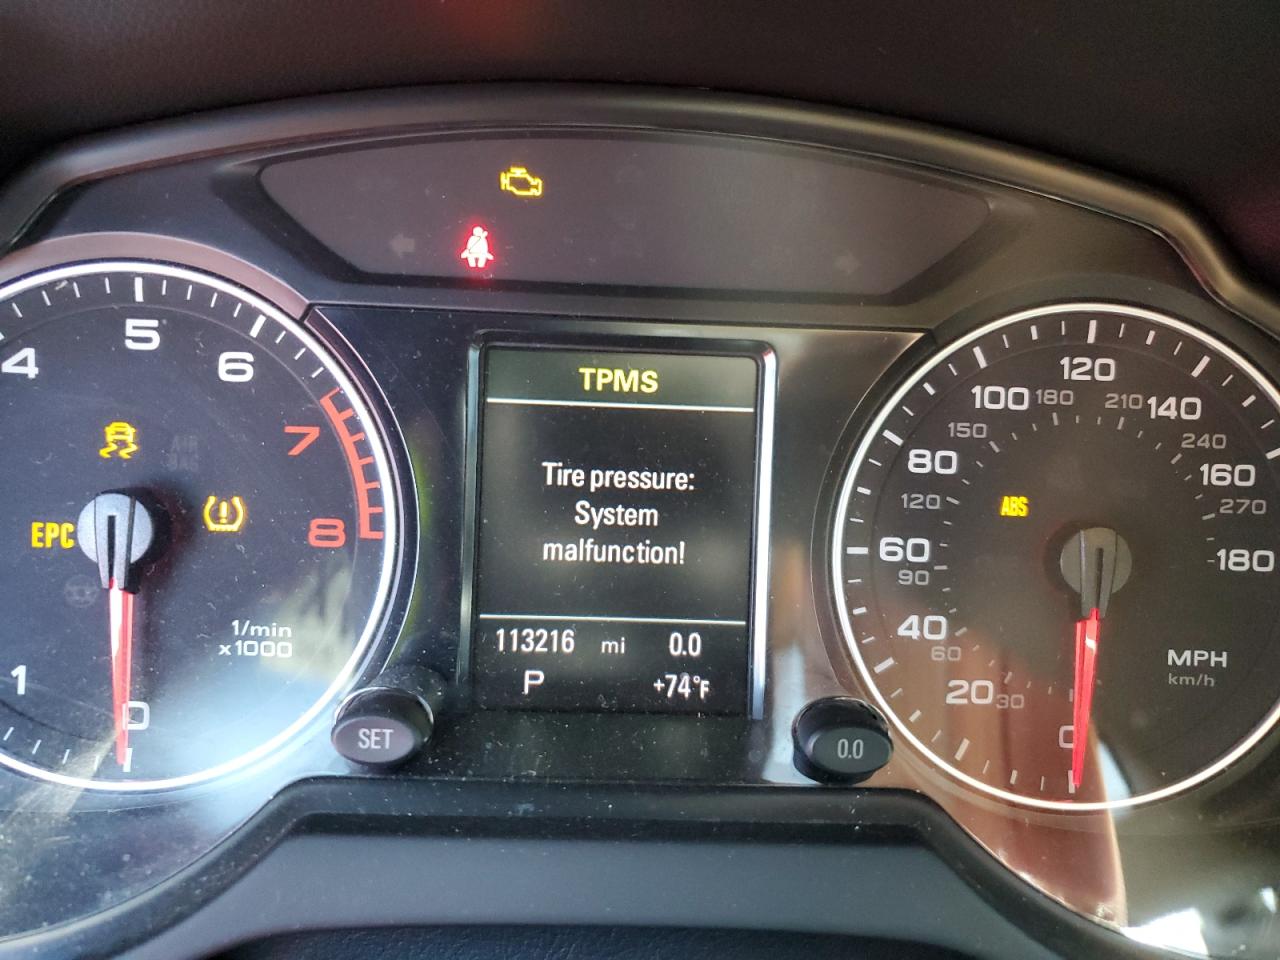 4
5
6
7
8
EPC
1/min
x1000
1
0
SET
TPMS
Tire pressure:
System
malfunction!
113216 mi 0.0
P +74°F
0.0
120
100 180 210 140
150 240
80 160
120 270
ABS
60 180
90
40
60
MPH
km/h
20 30
0